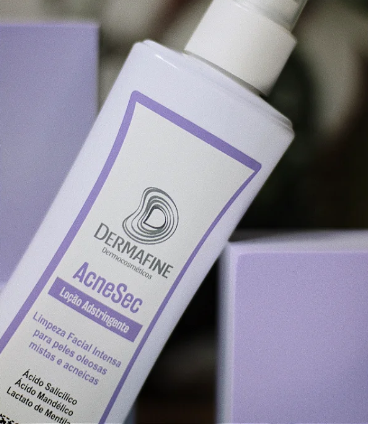 DERMAFINE
Dermocosméticos
AcneSec
Loção Adstringente
Limpeza Facial Intensa
para peles oleosas
mistas e acneicas
Ácido Salicílico
Ácido Mandélico
Lactato de Mentila